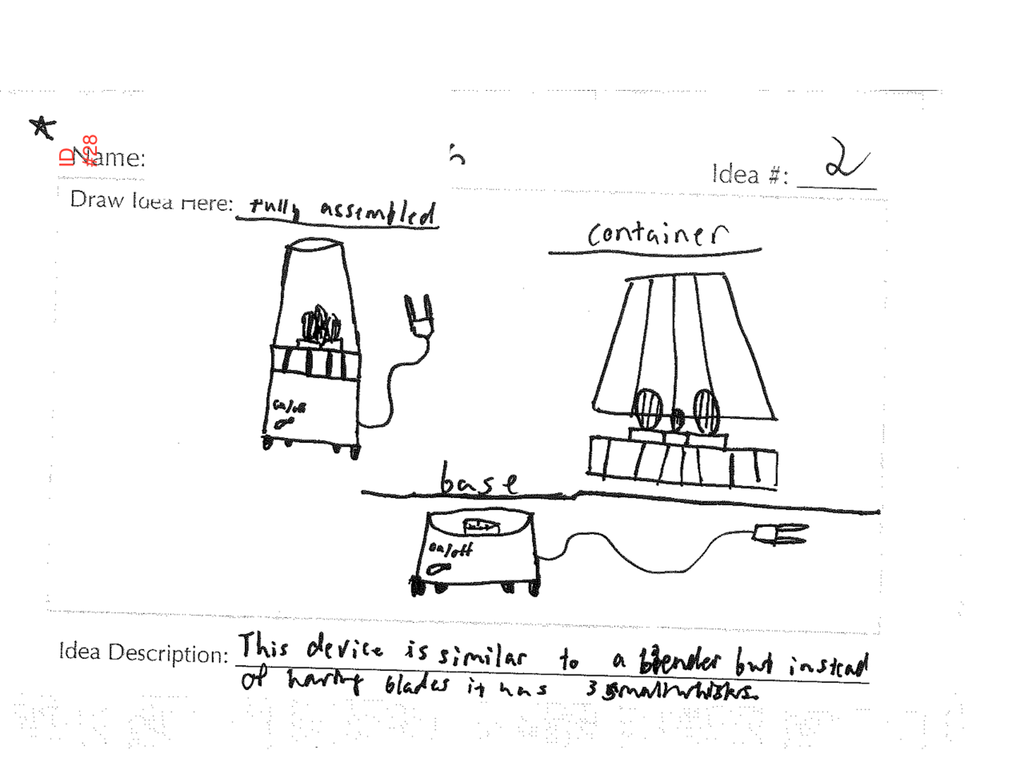 ID
#28
Name:
Idea #: 2
Draw Idea Here: fully assembled
container
on/off
base
on/off
Idea Description: This device is similar to a blender but instead
of having blades it has 3 small whisks.